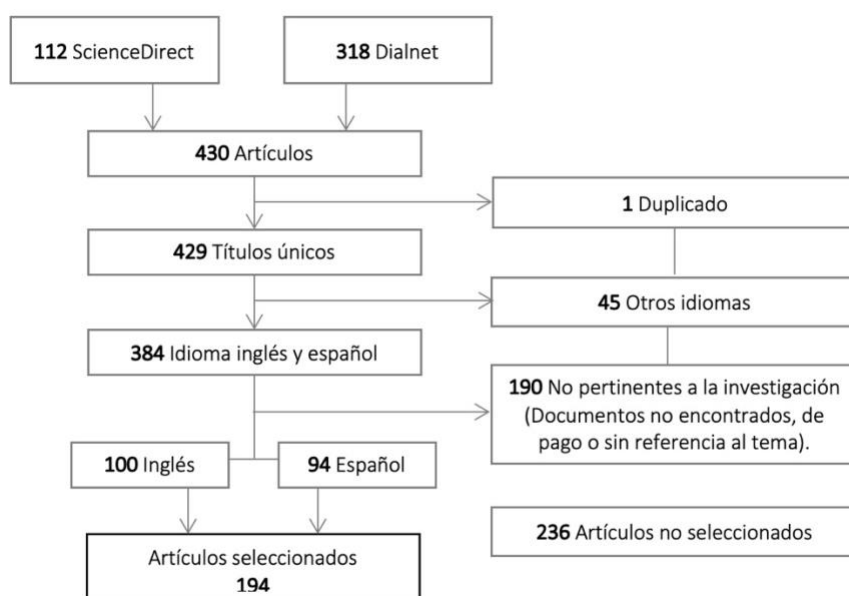 112 ScienceDirect
318 Dialnet
430 Artículos
1 Duplicado
429 Títulos únicos
45 Otros idiomas
384 Idioma inglés y español
190 No pertinentes a la investigación
(Documentos no encontrados, de
pago o sin referencia al tema).
100 Inglés
94 Español
236 Artículos no seleccionados
Artículos seleccionados
194